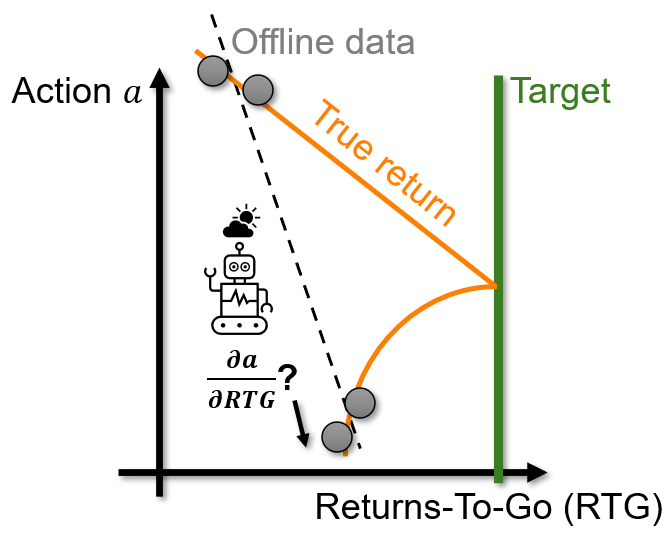 Offline data
Action a
Target
True return
∂a
∂RTG
?
Returns-To-Go (RTG)